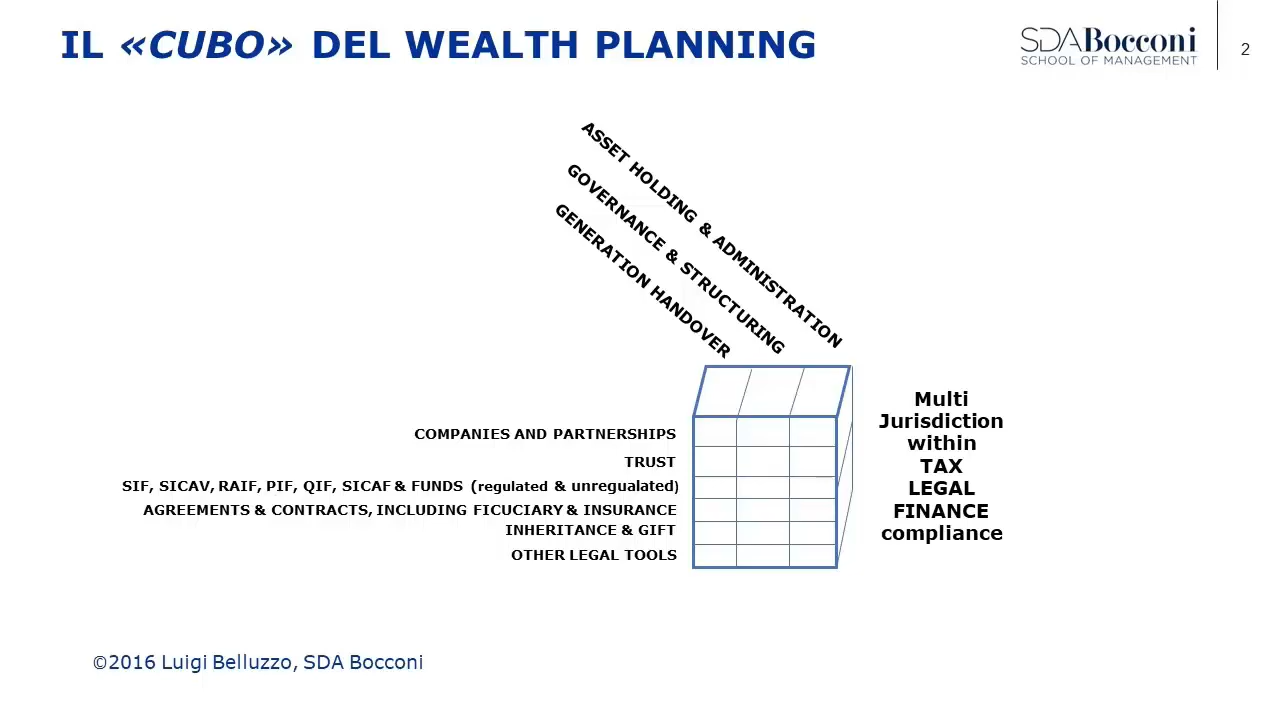 IL «CUBO» DEL WEALTH PLANNING
SDABocconi
SCHOOL OF MANAGEMENT
2
ASSET HOLDING & ADMINISTRATION
GOVERNANCE & STRUCTURING
GENERATION HANDOVER
COMPANIES AND PARTNERSHIPS
TRUST
SIF, SICAV, RAIF, PIF, QIF, SICAF & FUNDS (regulated & unregualated)
AGREEMENTS & CONTRACTS, INCLUDING FICUCIARY & INSURANCE
INHERITANCE & GIFT
OTHER LEGAL TOOLS
Multi
Jurisdiction
within
TAX
LEGAL
FINANCE
compliance
©2016 Luigi Belluzzo, SDA Bocconi